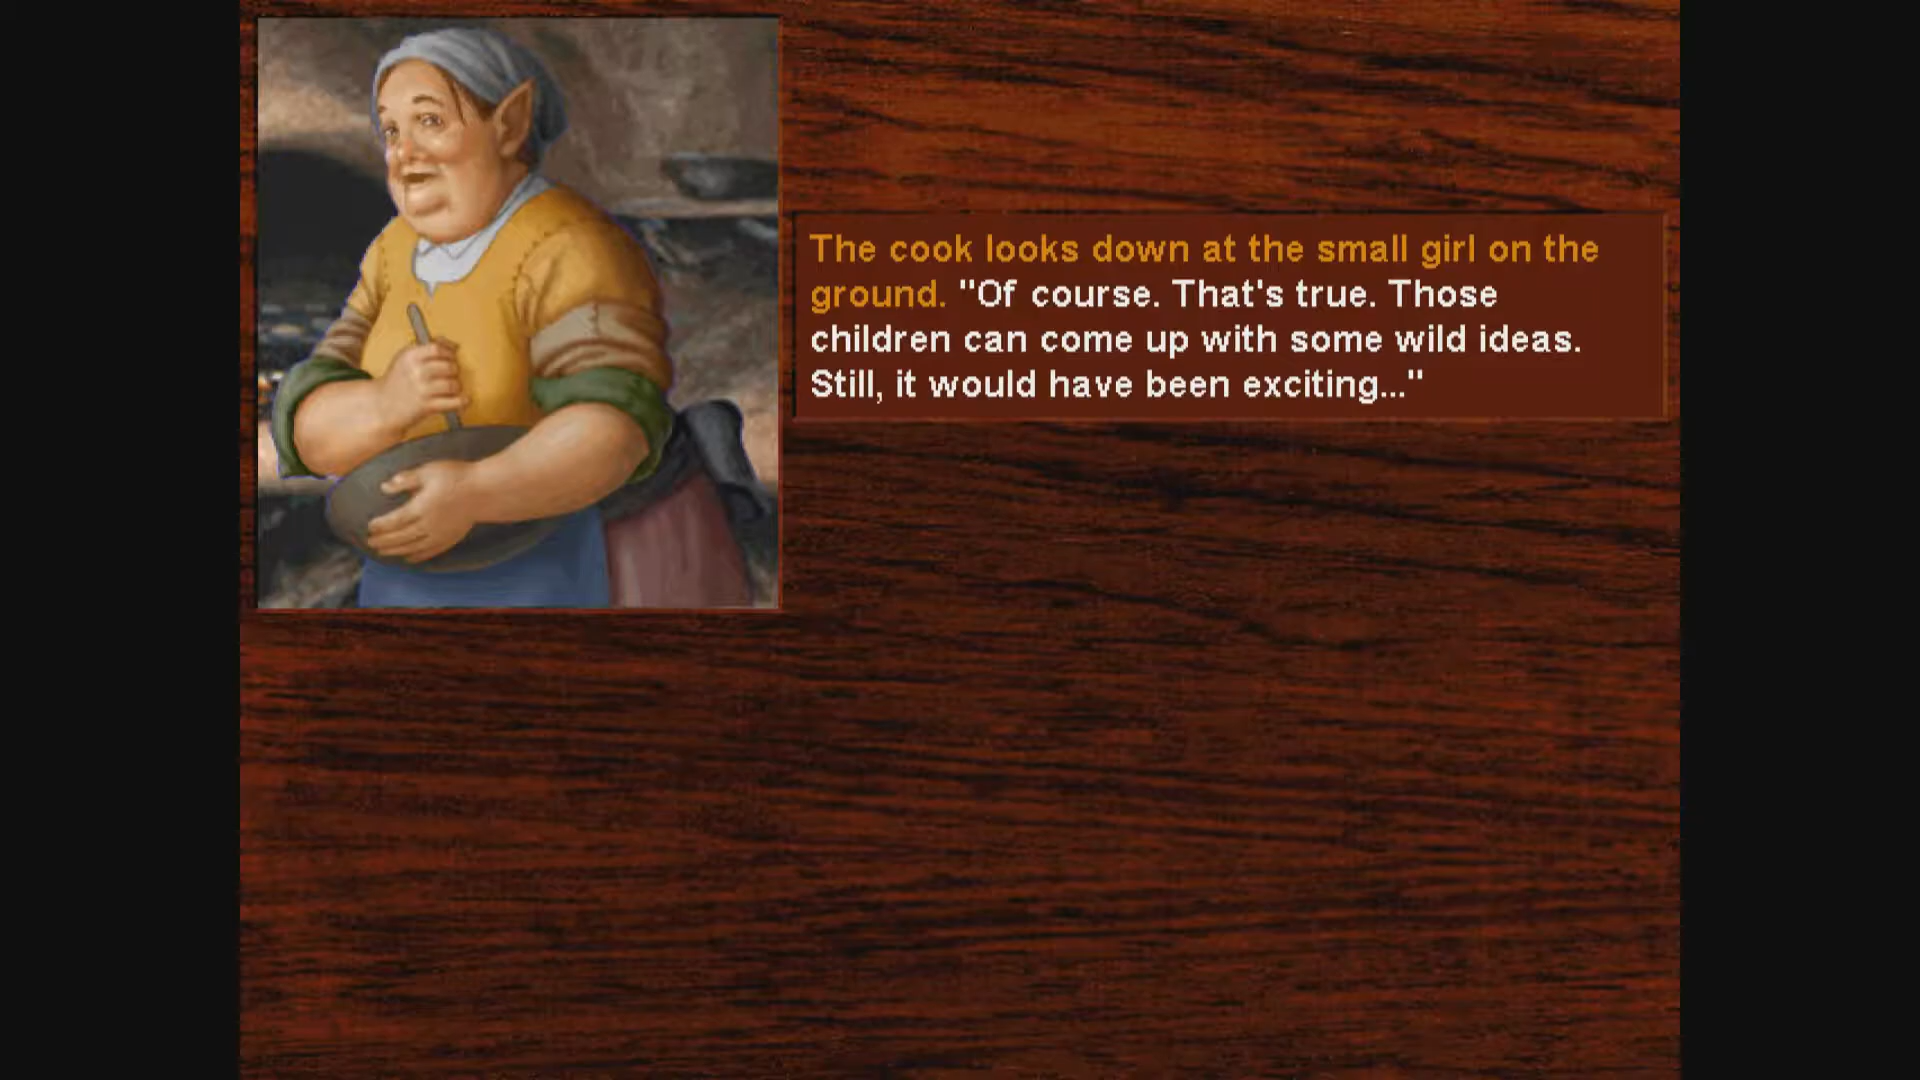 The cook looks down at the small girl on the
ground. "Of course. That's true. Those
children can come up with some wild ideas.
Still, it would have been exciting..."